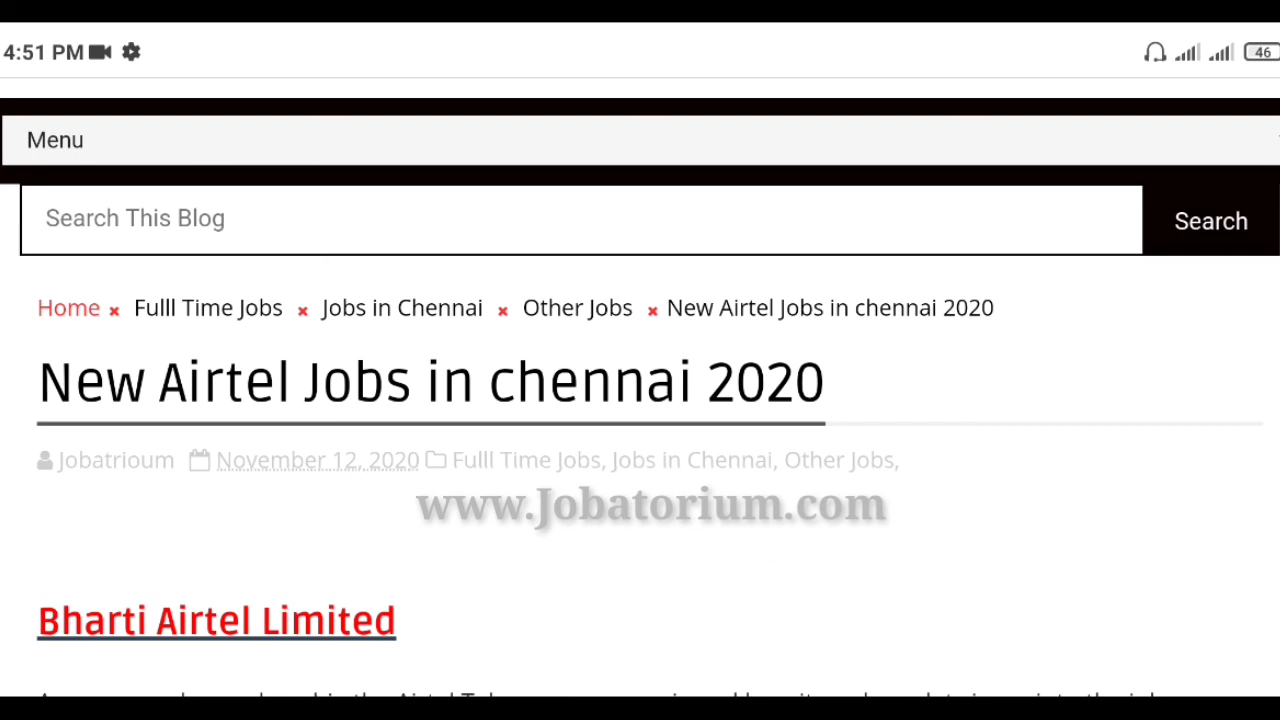 4:51 PM 46
Menu
Search This Blog Search
Home × Fulll Time Jobs × Jobs in Chennai × Other Jobs × New Airtel Jobs in chennai 2020
New Airtel Jobs in chennai 2020
Jobatrioum November 12, 2020 Fulll Time Jobs, Jobs in Chennai, Other Jobs,
www.Jobatorium.com
Bharti Airtel Limited